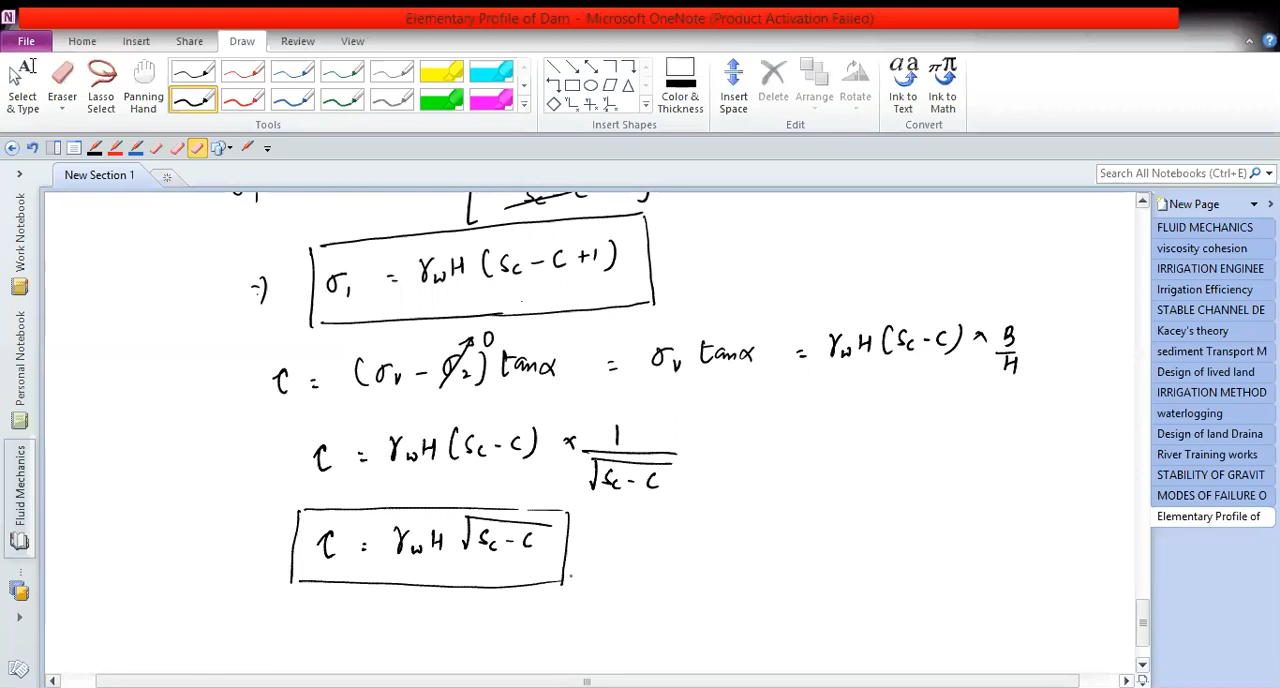 Elementary Profile of Dam - Microsoft OneNote (Product Activation Failed)
File Home Insert Share Draw Review View
Select & Type Eraser Lasso Select Panning Hand Color & Thickness Insert Space Delete Arrange Rotate Ink to Text Ink to Math
Tools Insert Shapes Edit Convert
New Section 1 Search All Notebooks (Ctrl+E)
New Page
FLUID MECHANICS
viscosity cohesion
IRRIGATION ENGINEE
Irrigation Efficiency
STABLE CHANNEL DE
Kacey's theory
sediment Transport M
Design of lived land
IRRIGATION METHOD
waterlogging
Design of land Draina
River Training works
STABILITY OF GRAVIT
MODES OF FAILURE O
Elementary Profile of
Work Notebook
Personal Notebook
Fluid Mechanics
=) σ₁ = γwH (Sc - C + 1)
τ = (σv - σ₂) 0 tanα = σv tanα = γwH (Sc - C) × B/H
τ = γwH (Sc - C) × 1/√Sc - C
τ = γwH √Sc - C